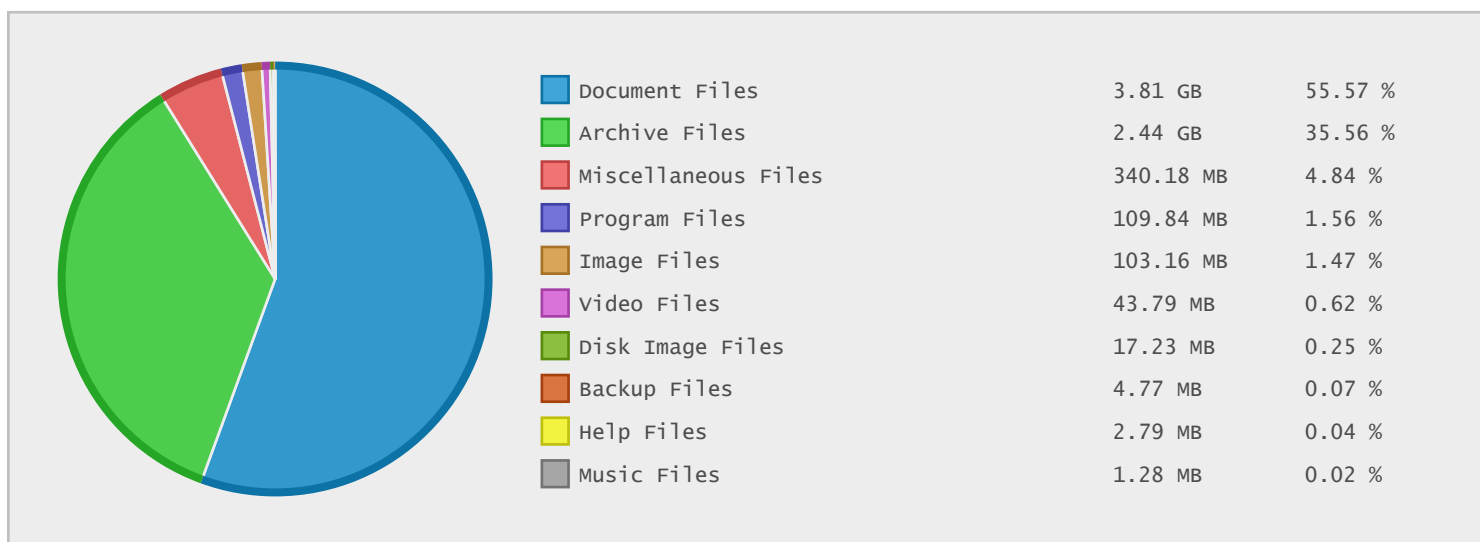 Document Files 3.81 GB 55.57 %
Archive Files 2.44 GB 35.56 %
Miscellaneous Files 340.18 MB 4.84 %
Program Files 109.84 MB 1.56 %
Image Files 103.16 MB 1.47 %
Video Files 43.79 MB 0.62 %
Disk Image Files 17.23 MB 0.25 %
Backup Files 4.77 MB 0.07 %
Help Files 2.79 MB 0.04 %
Music Files 1.28 MB 0.02 %